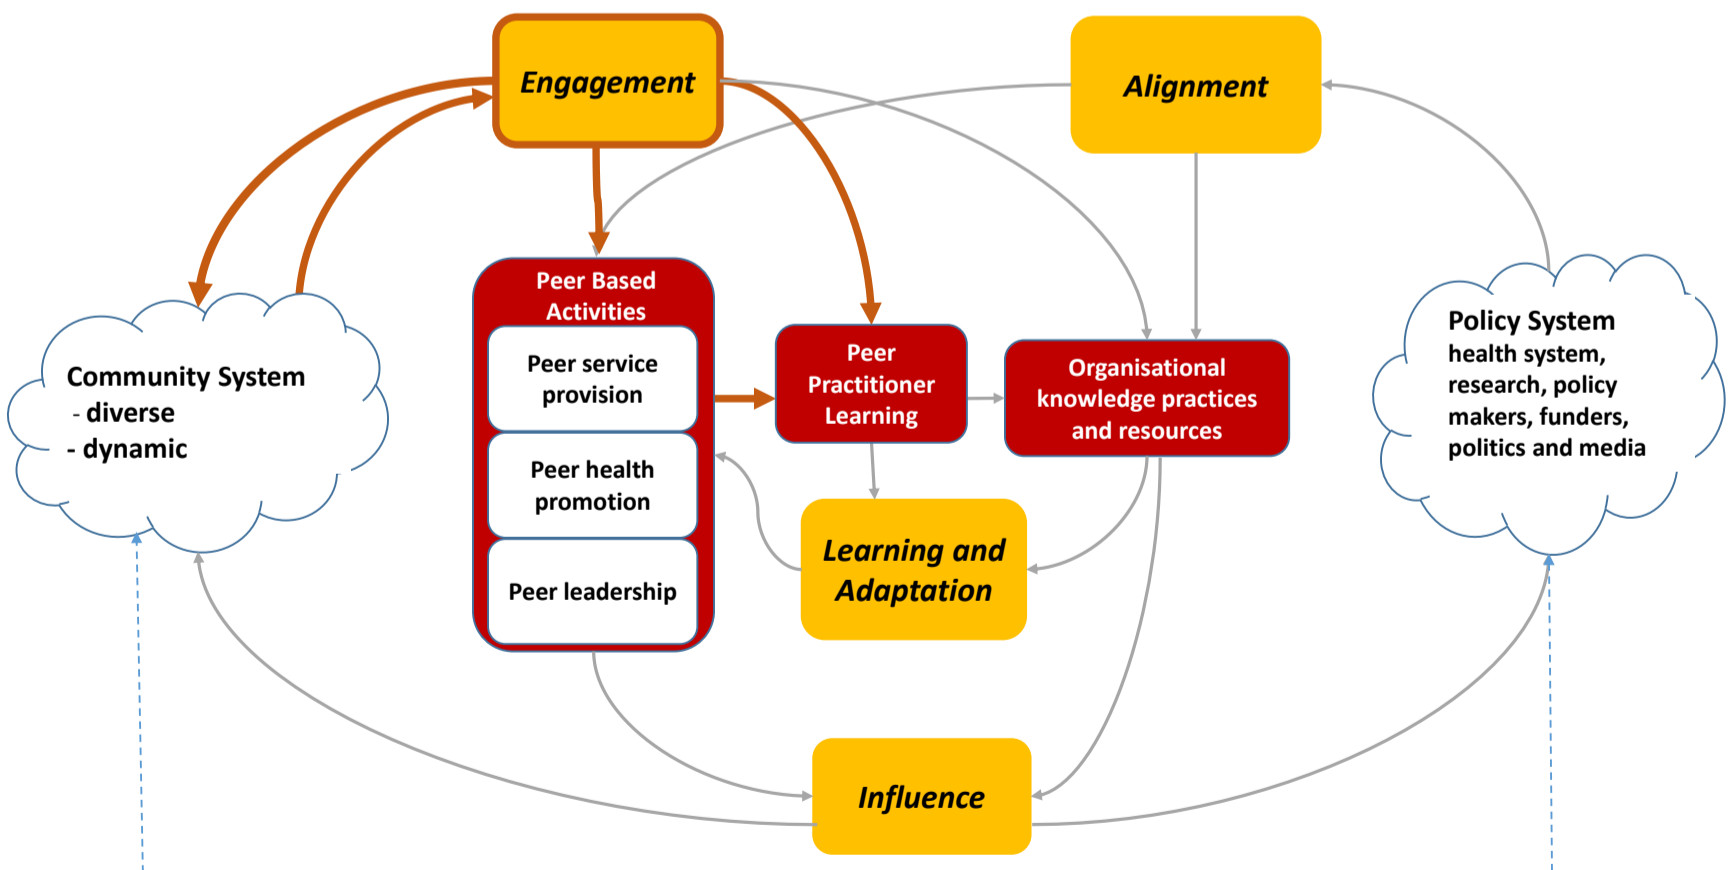 Engagement
Alignment
Peer Based
Activities
Peer service
provision
Peer health
promotion
Peer leadership
Community System
- diverse
- dynamic
Peer
Practitioner
Learning
Organisational
knowledge practices
and resources
Policy System
health system,
research, policy
makers, funders,
politics and media
Learning and
Adaptation
Influence